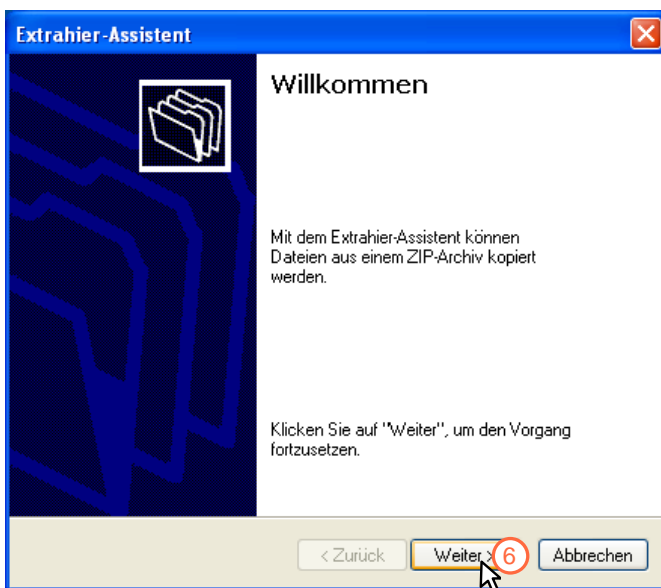 Extrahier-Assistent
Willkommen
Mit dem Extrahier-Assistent können
Dateien aus einem ZIP-Archiv kopiert
werden.
Klicken Sie auf "Weiter", um den Vorgang
fortzusetzen.
< Zurück
Weiter >
6
Abbrechen